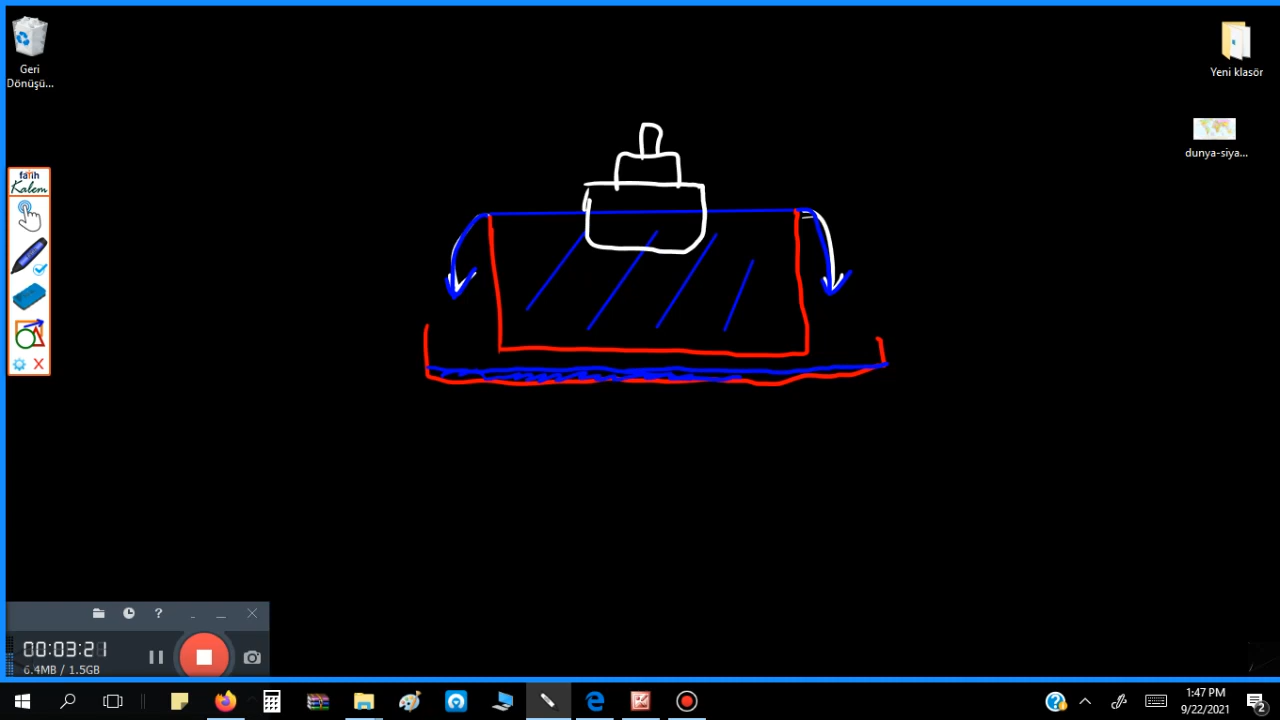 Geri
Dönüşü...
Yeni klasör
dunya-siya...
fatih
Kalem
00:03:21
6.4MB / 1.5GB
1:47 PM
9/22/2021
2